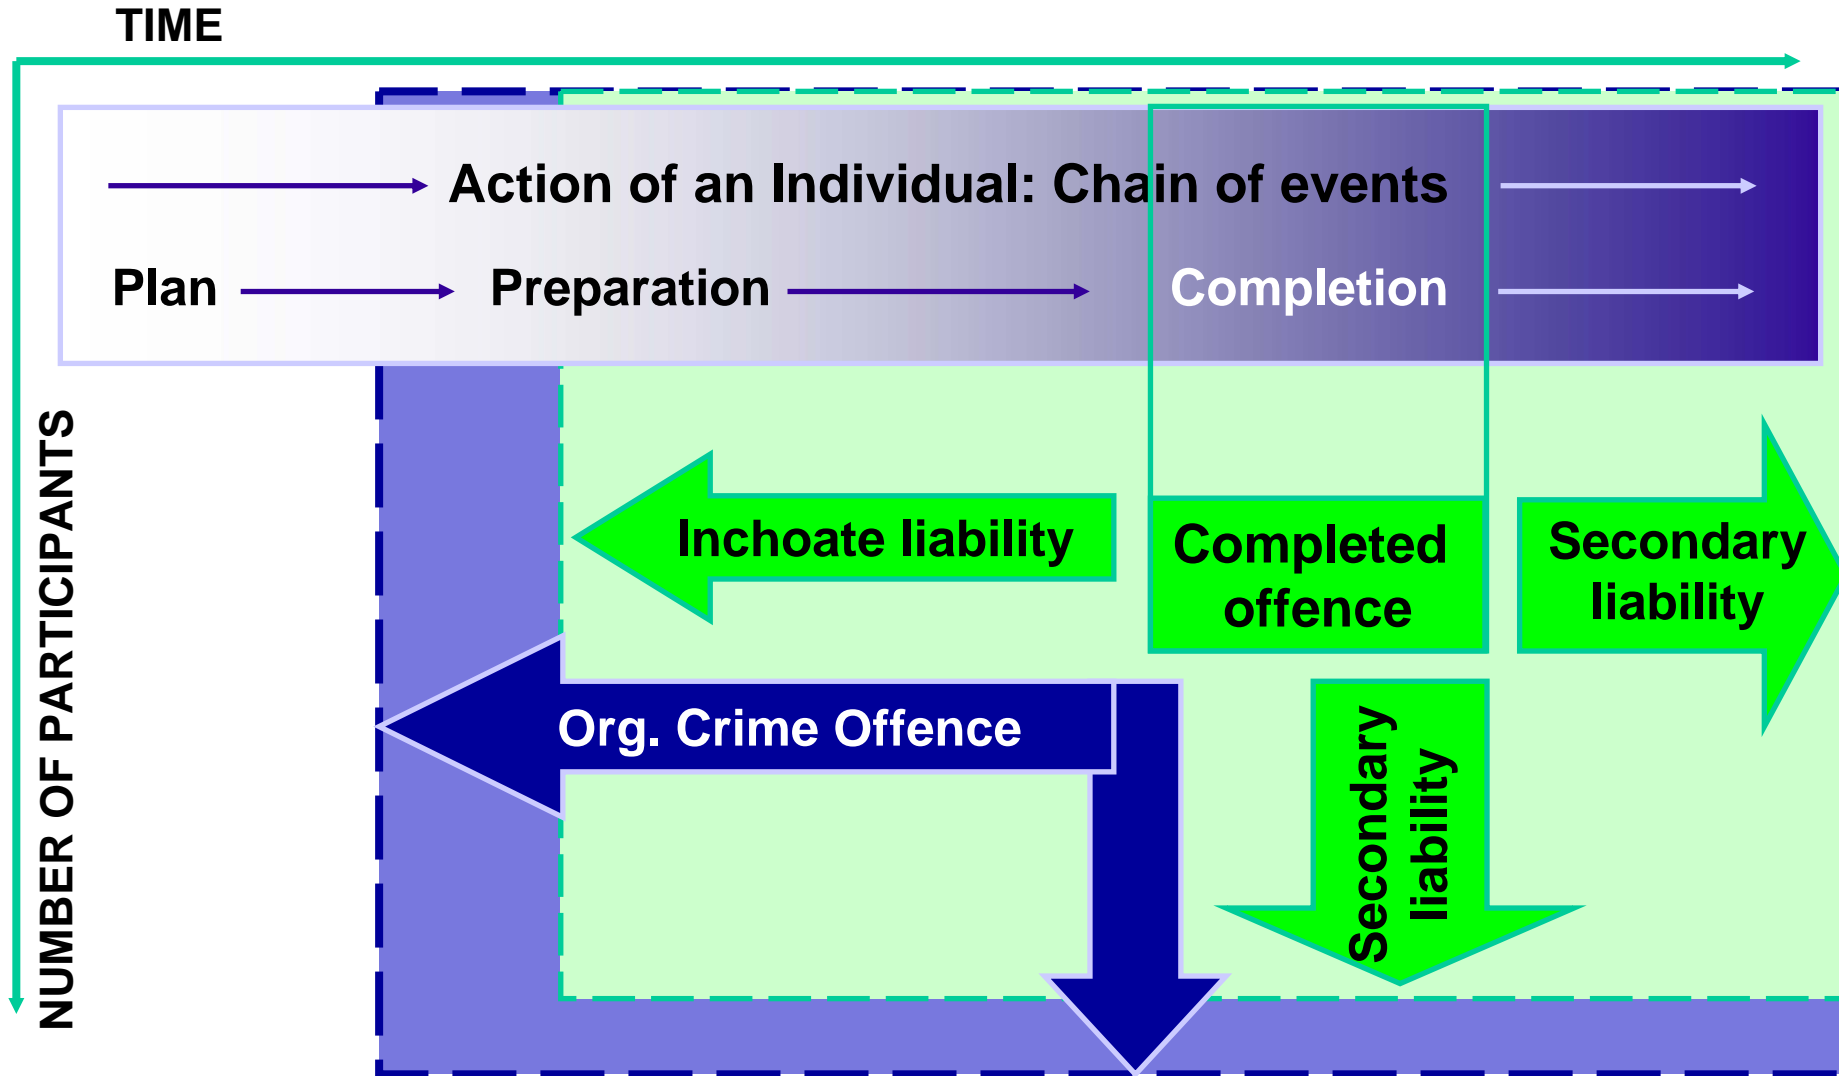 TIME
Action of an Individual: Chain of events
Plan
Preparation
Completion
NUMBER OF PARTICIPANTS
Inchoate liability
Completed
offence
Secondary
liability
Org. Crime Offence
Secondary
liability